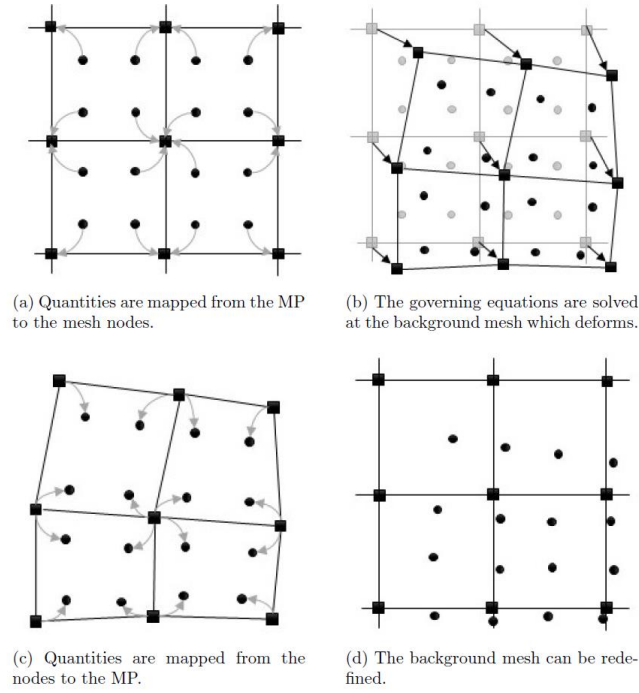 (a) Quantities are mapped from the MP
to the mesh nodes.
(b) The governing equations are solved
at the background mesh which deforms.
(c) Quantities are mapped from the
nodes to the MP.
(d) The background mesh can be rede-
fined.